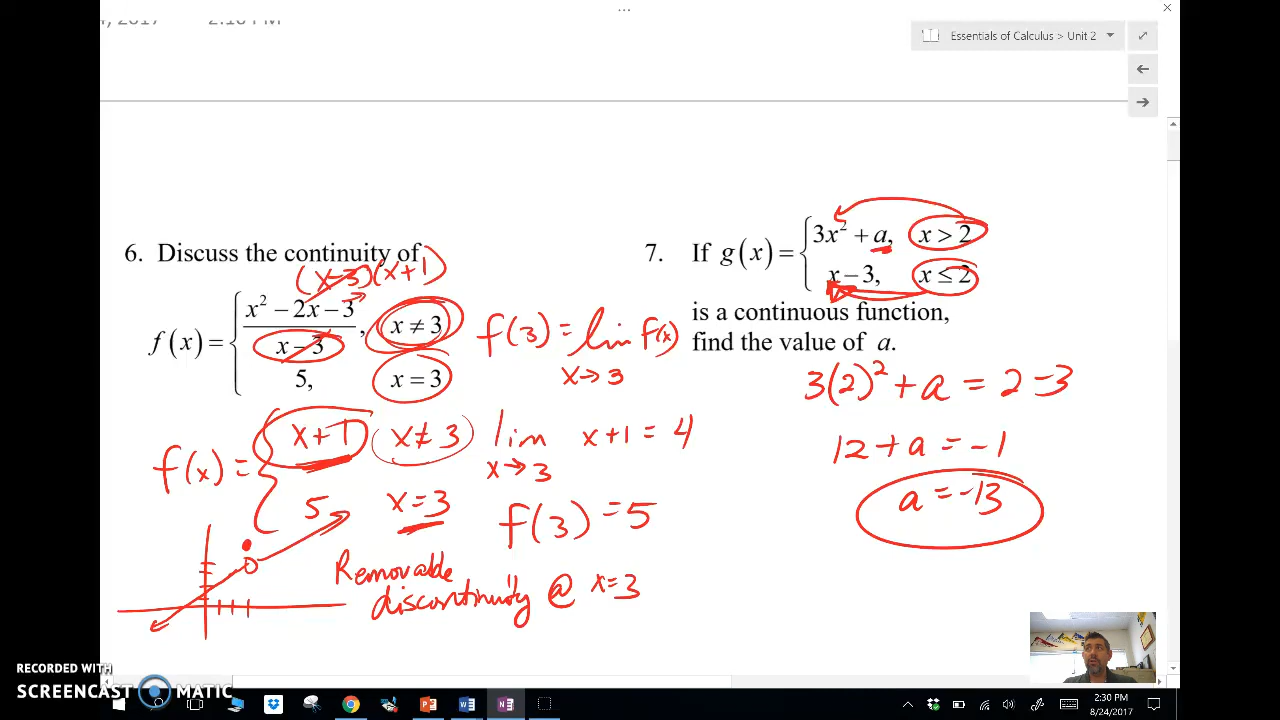 Essentials of Calculus > Unit 2
6. Discuss the continuity of
(x-3)(x+1)
f(x) = { x² − 2x − 3 / x − 3, x ≠ 3
5, x = 3
f(3) = lim f(x)
x→3
f(x) = { x+1 x≠3
5 x=3
lim x+1 = 4
x→3
f(3) = 5
Removable
discontinuity @ x=3
7. If g(x) = { 3x² + a, x > 2
x − 3, x ≤ 2
is a continuous function,
find the value of a.
3(2)² + a = 2-3
12 + a = -1
a = -13
RECORDED WITH
SCREENCAST MATIC
2:30 PM
8/24/2017